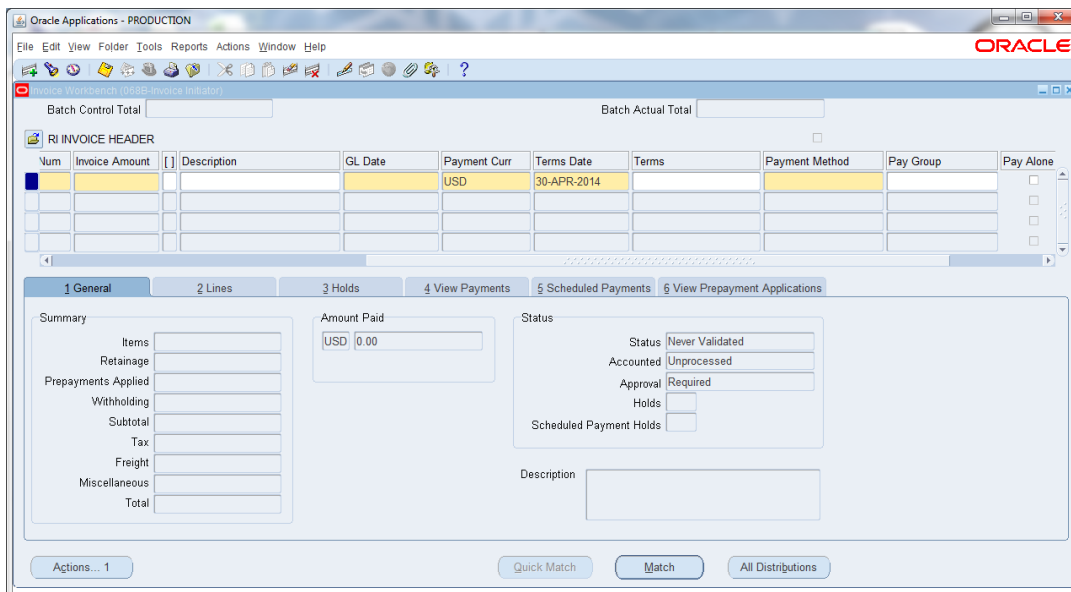 Oracle Applications - PRODUCTION
File Edit View Folder Tools Reports Actions Window Help
ORACLE
Invoice Workbench (068B-Invoice Initiator)
Batch Control Total Batch Actual Total
RI INVOICE HEADER
Num Invoice Amount [ ] Description GL Date Payment Curr Terms Date Terms Payment Method Pay Group Pay Alone
USD 30-APR-2014
1 General 2 Lines 3 Holds 4 View Payments 5 Scheduled Payments 6 View Prepayment Applications
Summary Amount Paid Status
Items USD 0.00 Status Never Validated
Retainage Accounted Unprocessed
Prepayments Applied Approval Required
Withholding Holds
Subtotal Scheduled Payment Holds
Tax
Freight
Miscellaneous Description
Total
Actions... 1 Quick Match Match All Distributions